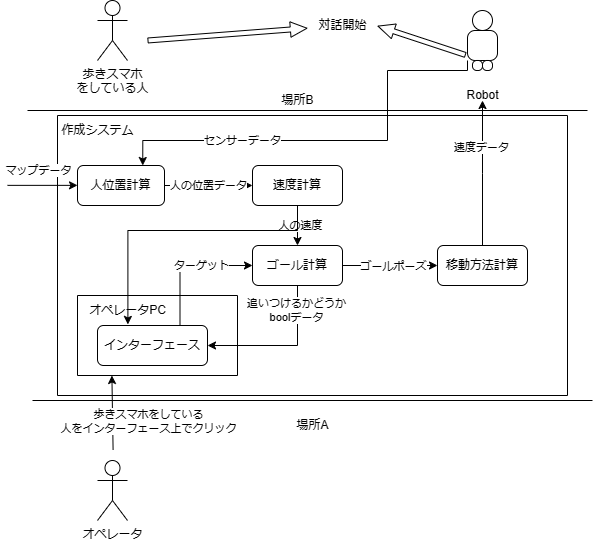 対話開始
歩きスマホ
をしている人
Robot
場所B
作成システム
センサーデータ
速度データ
マップデータ
人位置計算
人の位置データ
速度計算
人の速度
ターゲット
ゴール計算
ゴールポーズ
移動方法計算
オペレータPC
追いつけるかどうか
boolデータ
インターフェース
歩きスマホをしている
人をインターフェース上でクリック
場所A
オペレータ